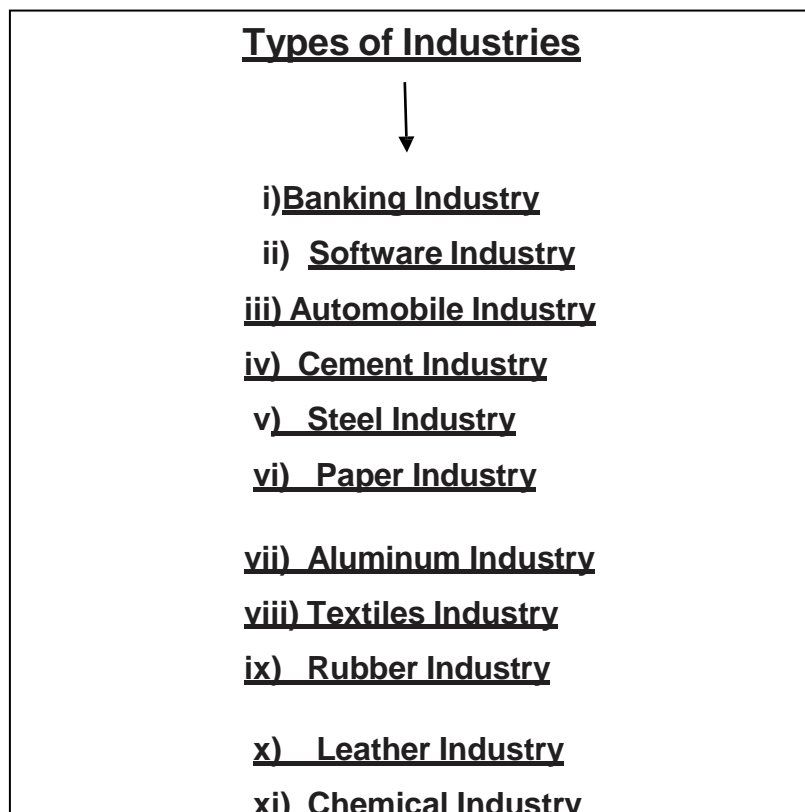 Types of Industries
i)Banking Industry
ii) Software Industry
iii) Automobile Industry
iv) Cement Industry
v) Steel Industry
vi) Paper Industry
vii) Aluminum Industry
viii) Textiles Industry
ix) Rubber Industry
x) Leather Industry
xi) Chemical Industry